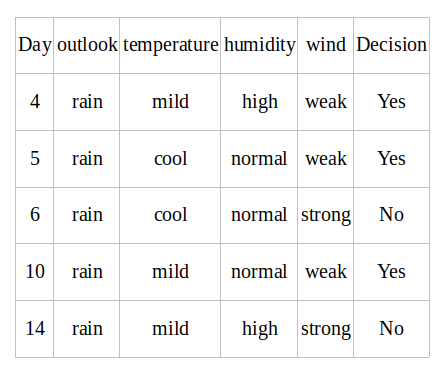 Day outlook temperature humidity wind Decision
4 rain mild high weak Yes
5 rain cool normal weak Yes
6 rain cool normal strong No
10 rain mild normal weak Yes
14 rain mild high strong No